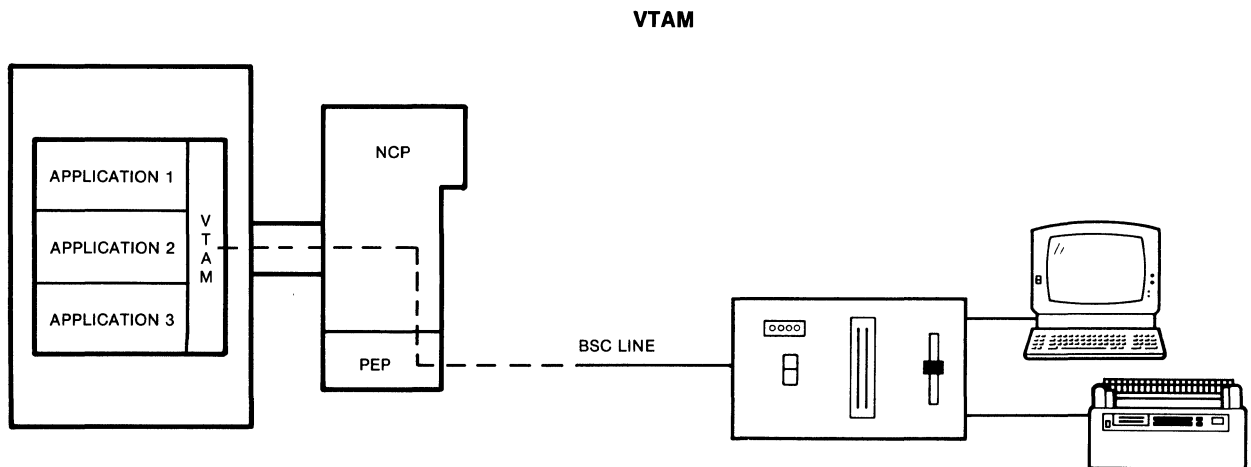 VTAM
NCP
APPLICATION 1
APPLICATION 2
APPLICATION 3
V
T
A
M
PEP
BSC LINE